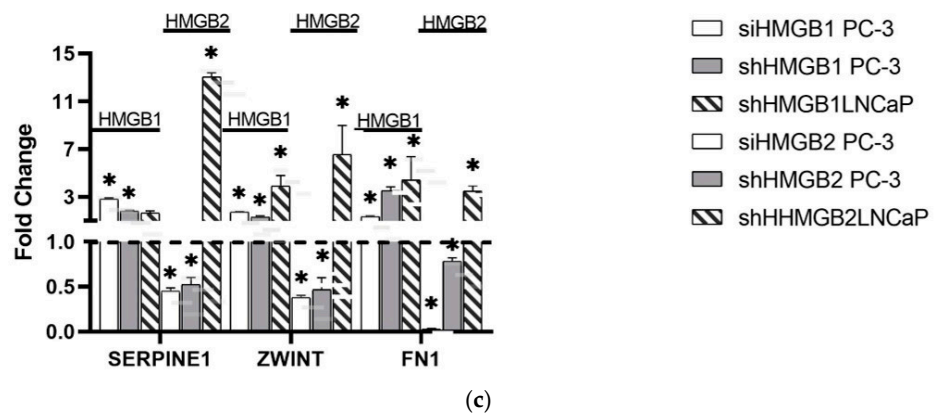 HMGB2 HMGB2 HMGB2
15
*
11
*
HMGB1 HMGB1 HMGB1
7
* * *
* * * * * * *
3
Fold Change
1.0
* * * * * *
0.5
0.0
SERPINE1 ZWINT FN1
siHMGB1 PC-3
shHMGB1 PC-3
shHMGB1LNCaP
siHMGB2 PC-3
shHMGB2 PC-3
shHHMGB2LNCaP
(c)